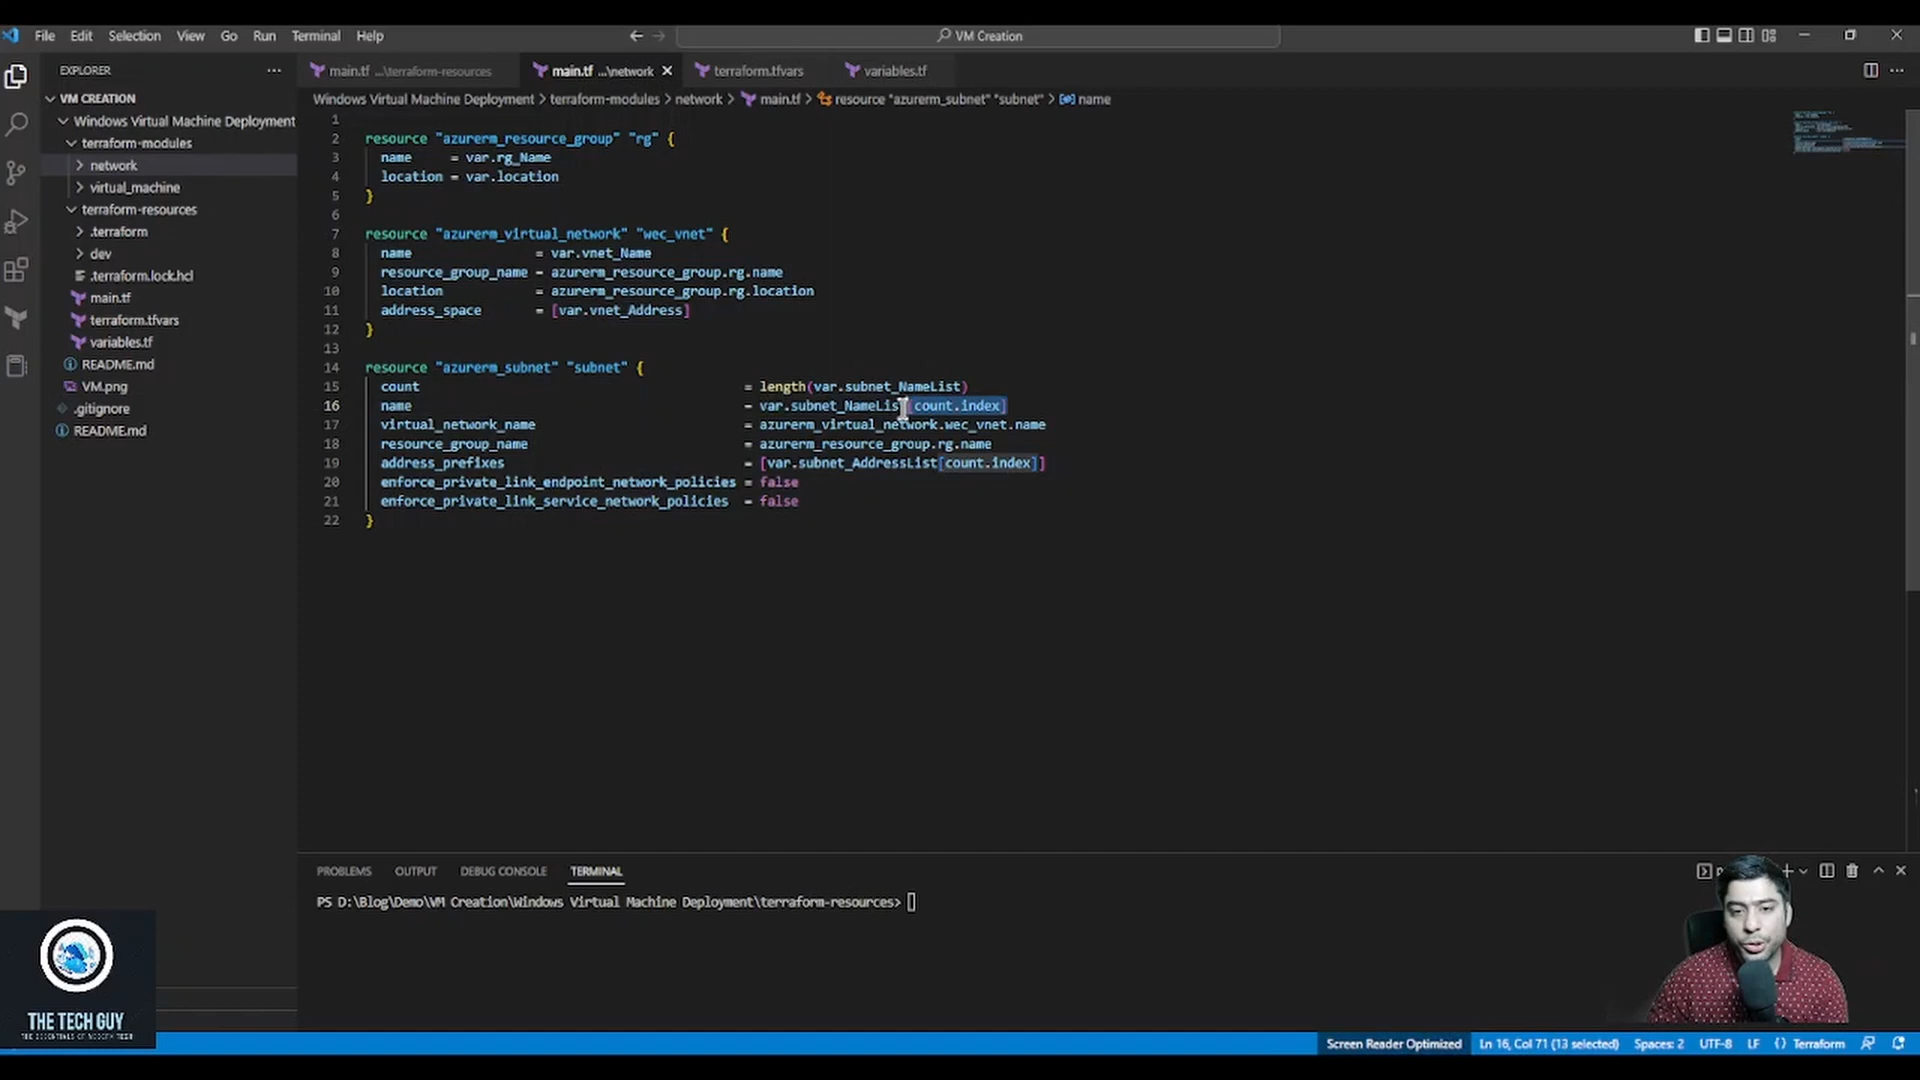 File Edit Selection View Go Run Terminal Help
VM Creation
EXPLORER
main.tf ...\terraform-resources
main.tf ...\network
terraform.tfvars
variables.tf
VM CREATION
Windows Virtual Machine Deployment > terraform-modules > network > main.tf > resource "azurerm_subnet" "subnet" > name
Windows Virtual Machine Deployment
terraform-modules
network
virtual_machine
terraform-resources
.terraform
dev
.terraform.lock.hcl
main.tf
terraform.tfvars
variables.tf
README.md
VM.png
.gitignore
README.md
1
2 resource "azurerm_resource_group" "rg" {
3 name = var.rg_Name
4 location = var.location
5 }
6
7 resource "azurerm_virtual_network" "wec_vnet" {
8 name = var.vnet_Name
9 resource_group_name = azurerm_resource_group.rg.name
10 location = azurerm_resource_group.rg.location
11 address_space = [var.vnet_Address]
12 }
13
14 resource "azurerm_subnet" "subnet" {
15 count = length(var.subnet_NameList)
16 name = var.subnet_NameList[count.index]
17 virtual_network_name = azurerm_virtual_network.wec_vnet.name
18 resource_group_name = azurerm_resource_group.rg.name
19 address_prefixes = [var.subnet_AddressList[count.index]]
20 enforce_private_link_endpoint_network_policies = false
21 enforce_private_link_service_network_policies = false
22 }
PROBLEMS OUTPUT DEBUG CONSOLE TERMINAL
PS D:\Blog\Demo\VM Creation\Windows Virtual Machine Deployment\terraform-resources>
THE TECH GUY
THE ESSENTIALS OF MODERN TECH
Screen Reader Optimized Ln 16, Col 71 (13 selected) Spaces: 2 UTF-8 LF {} Terraform